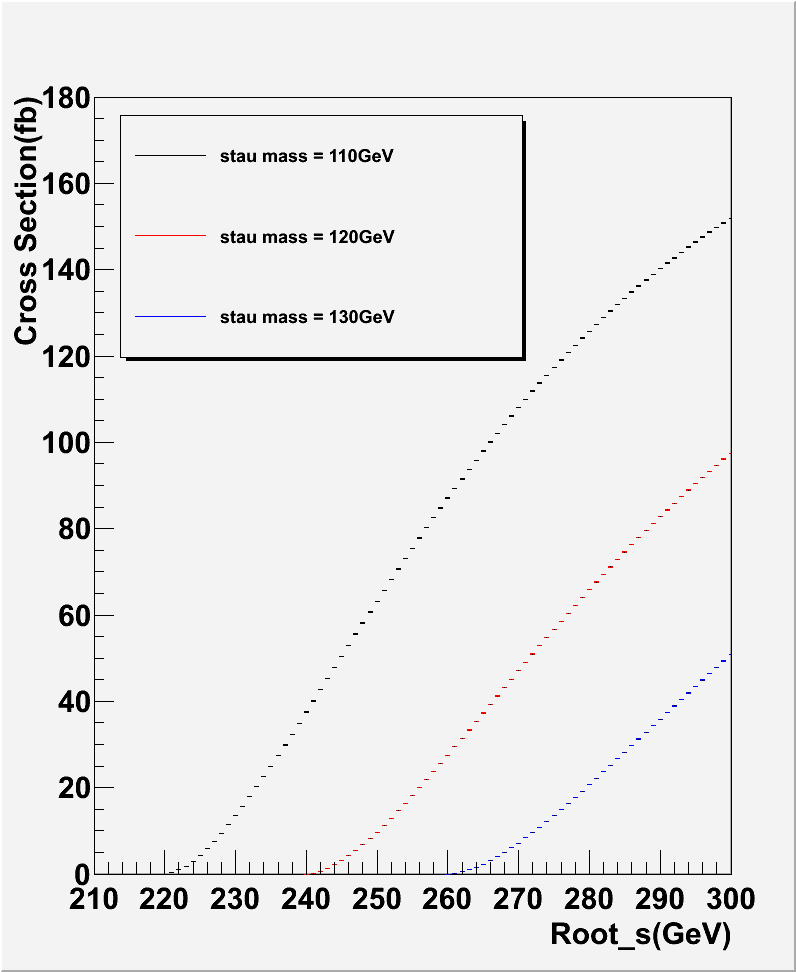 Cross Section(fb)
180
160
140
120
100
80
60
40
20
0
stau mass = 110GeV
stau mass = 120GeV
stau mass = 130GeV
210 220 230 240 250 260 270 280 290 300
Root_s(GeV)